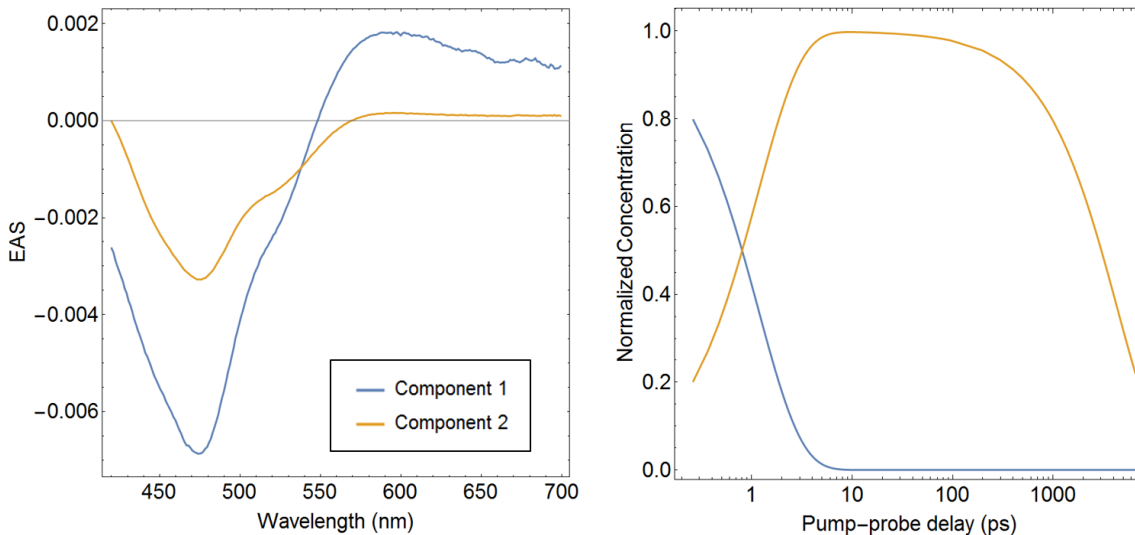 0.002
0.000
−0.002
−0.004
−0.006
EAS
450 500 550 600 650 700
Wavelength (nm)
Component 1
Component 2
1.0
0.8
0.6
0.4
0.2
0.0
Normalized Concentration
1 10 100 1000
Pump−probe delay (ps)